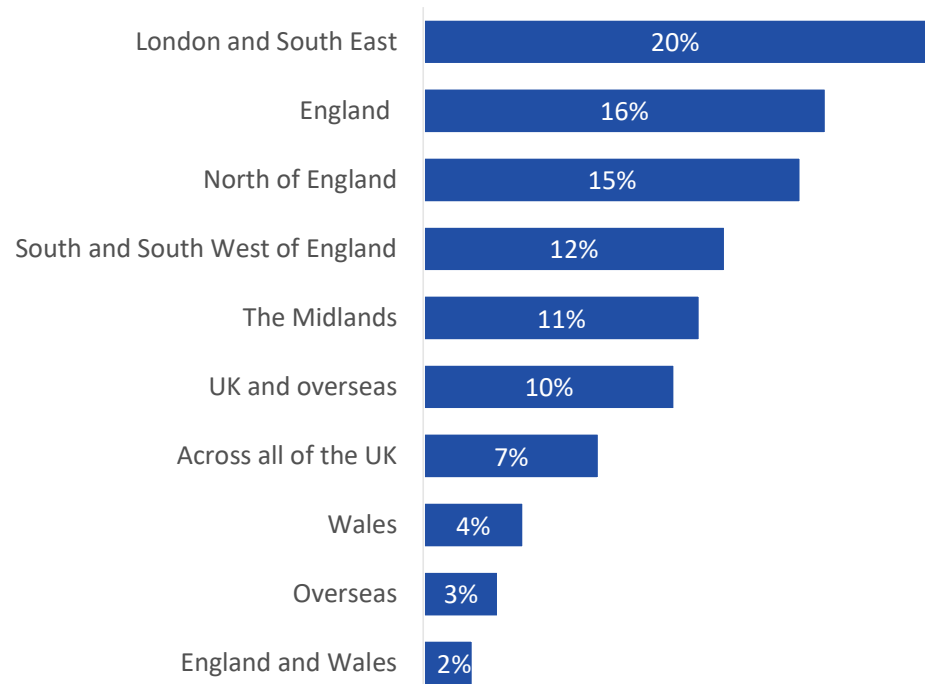 London and South East 20%
England 16%
North of England 15%
South and South West of England 12%
The Midlands 11%
UK and overseas 10%
Across all of the UK 7%
Wales 4%
Overseas 3%
England and Wales 2%